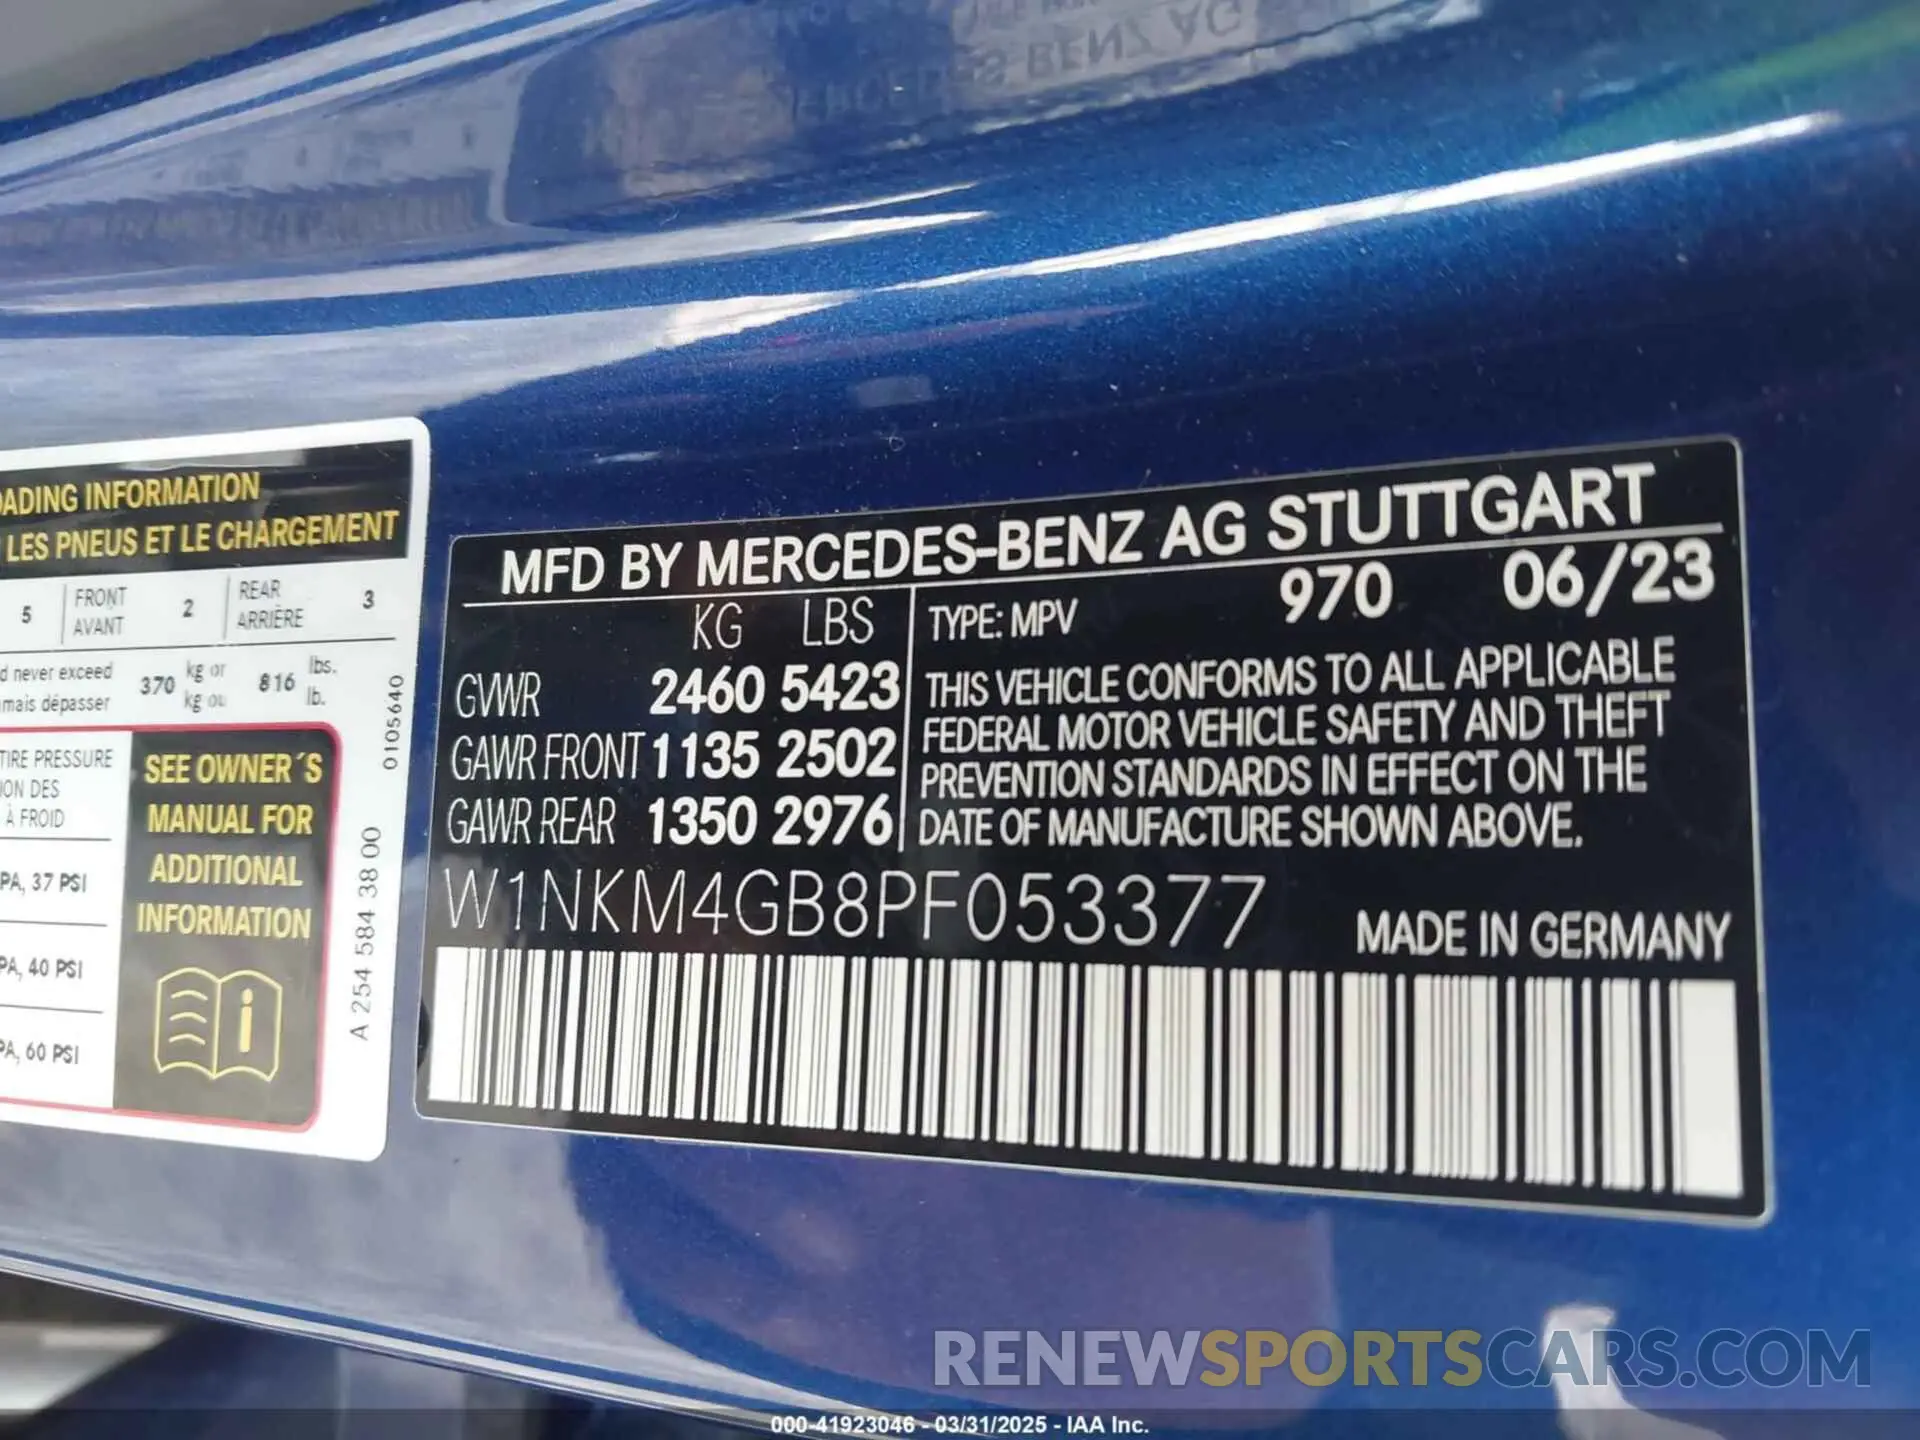 ADING INFORMATION
LES PNEUS ET LE CHARGEMENT
5 FRONT AVANT 2 REAR ARRIÈRE 3
never exceed 370 kg or 816 lbs.
mais dépasser kg ou lb.
TIRE PRESSURE
ION DES
À FROID
PA, 37 PSI
PA, 40 PSI
PA, 60 PSI
SEE OWNER´S
MANUAL FOR
ADDITIONAL
INFORMATION
A 254 584 38 00
0105640
MFD BY MERCEDES-BENZ AG STUTTGART
KG LBS
GVWR 2460 5423
GAWR FRONT 1135 2502
GAWR REAR 1350 2976
TYPE: MPV 970 06/23
THIS VEHICLE CONFORMS TO ALL APPLICABLE
FEDERAL MOTOR VEHICLE SAFETY AND THEFT
PREVENTION STANDARDS IN EFFECT ON THE
DATE OF MANUFACTURE SHOWN ABOVE.
W1NKM4GB8PF053377
MADE IN GERMANY
RENEWSPORTSCARS.COM
000-41923046 - 03/31/2025 - IAA Inc.